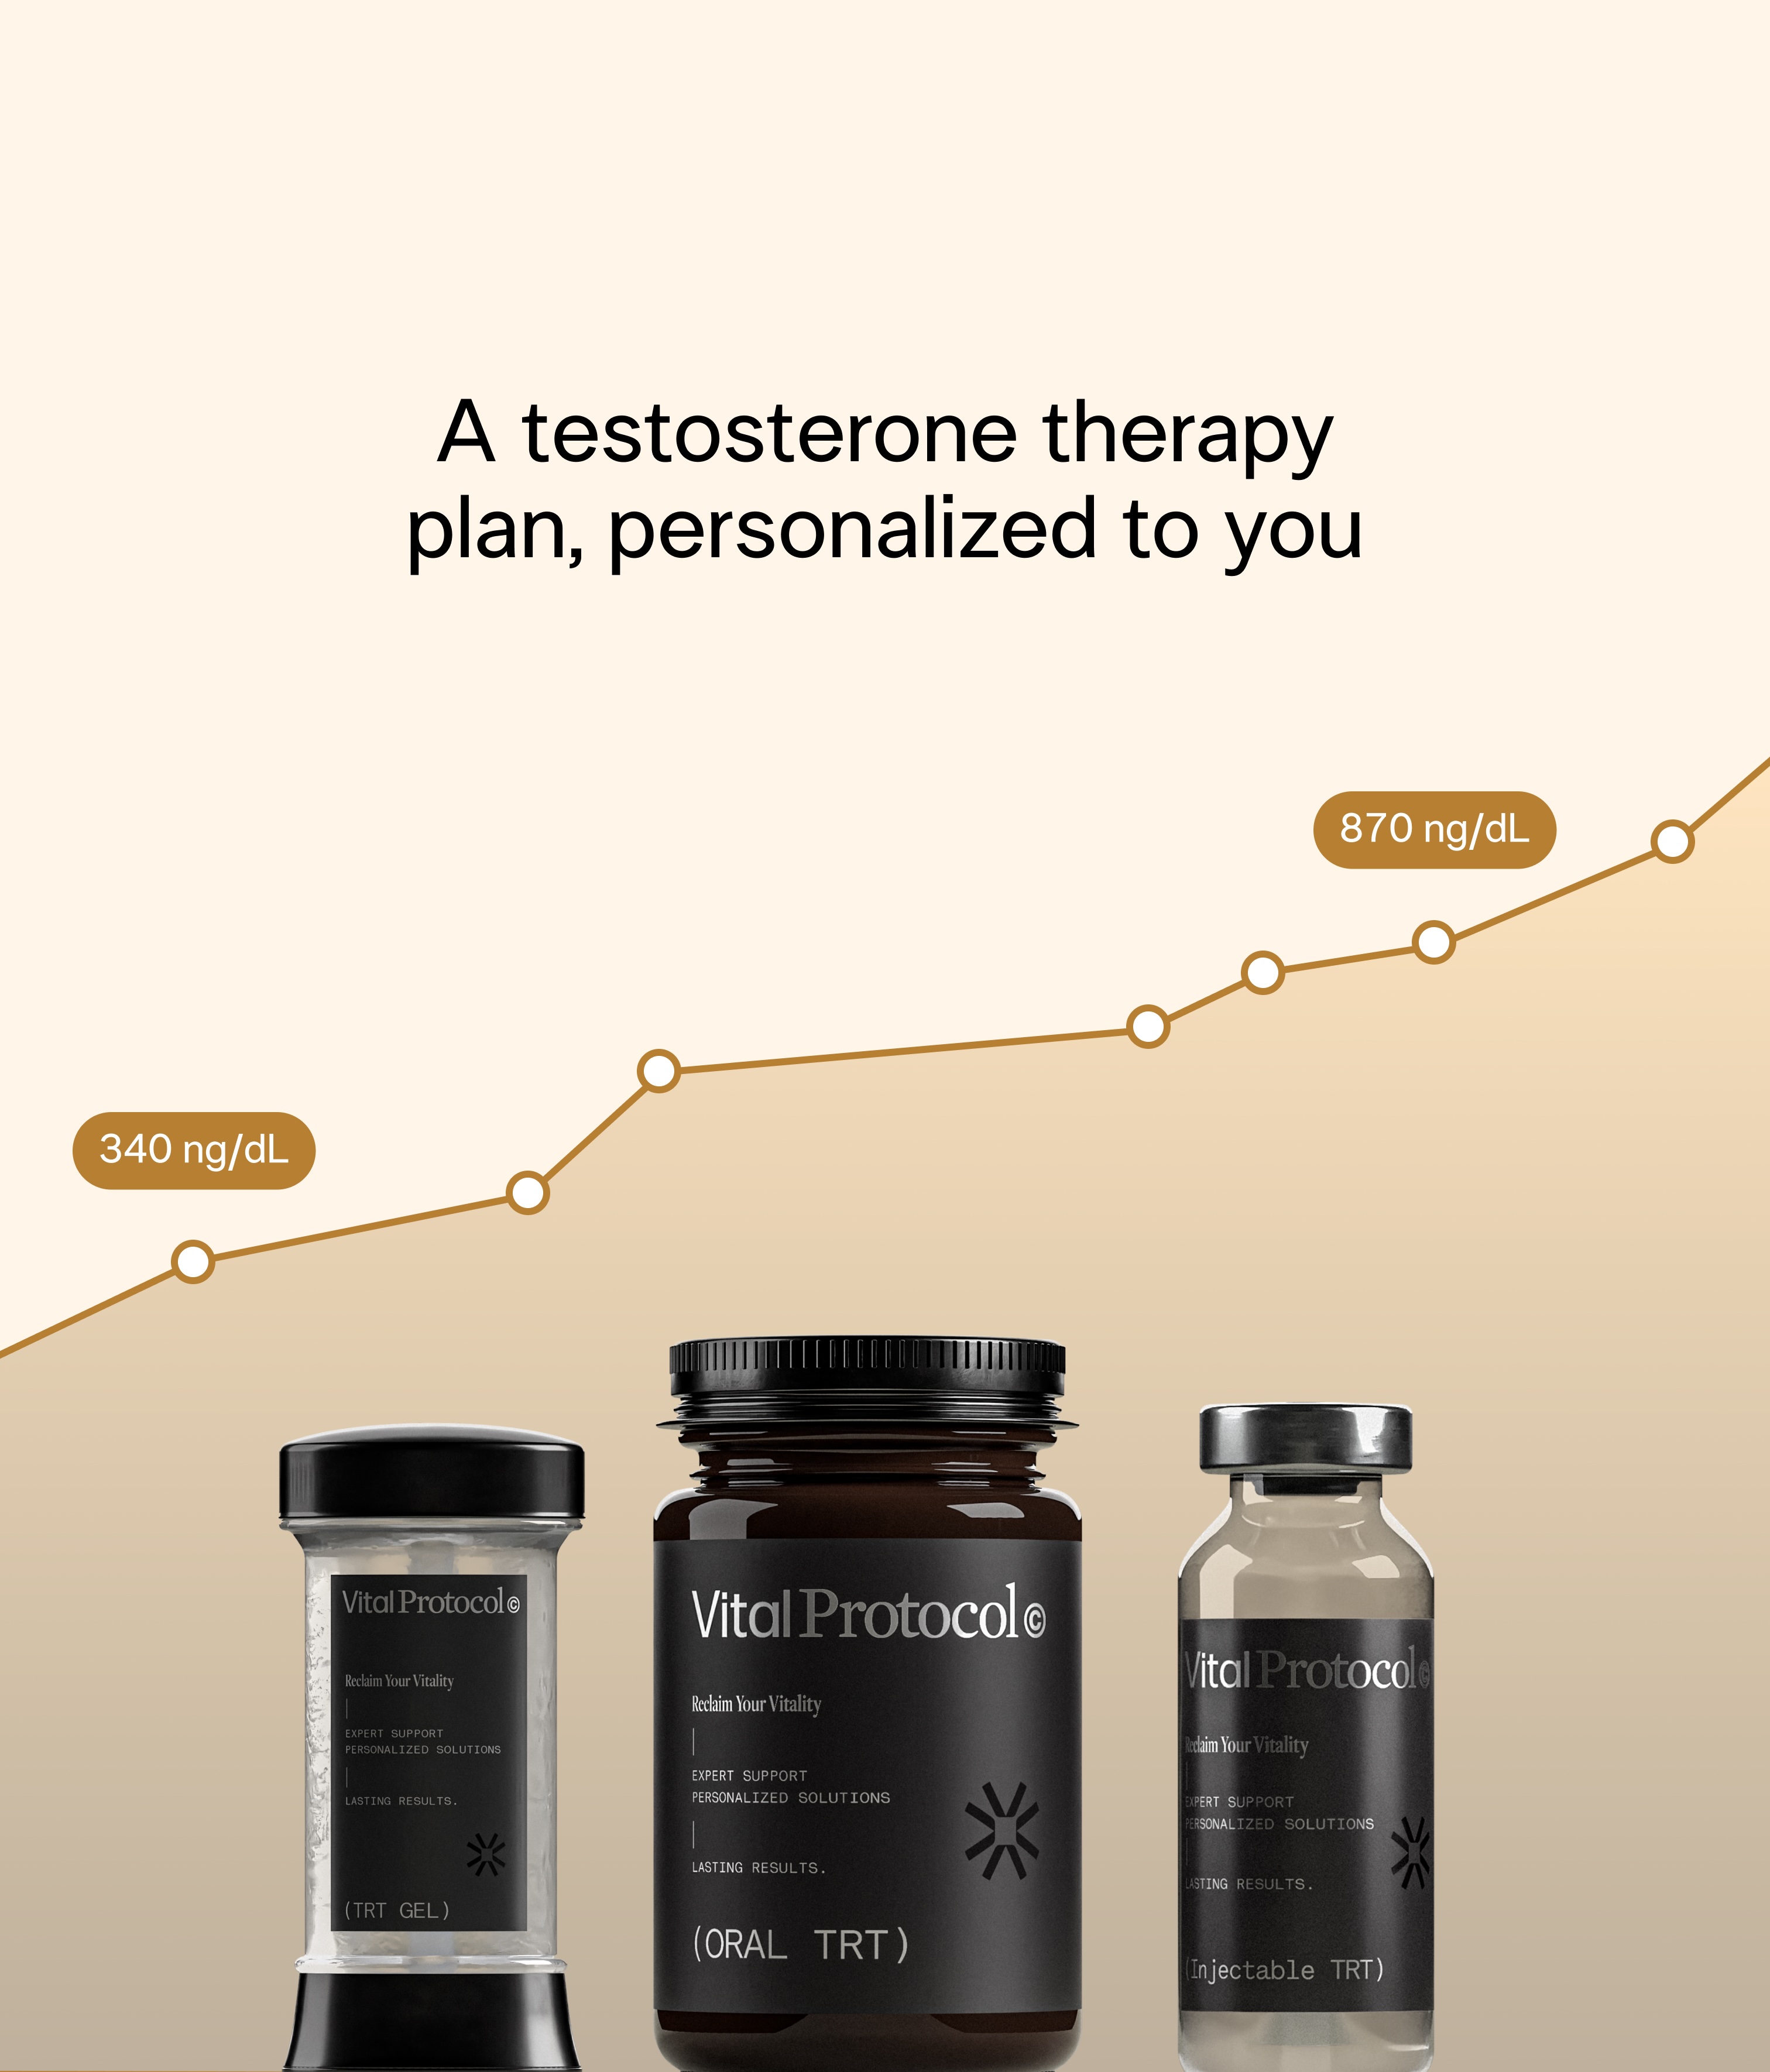 A testosterone therapy
plan, personalized to you
870 ng/dL
340 ng/dL
Vital Protocol©
Reclaim Your Vitality
EXPERT SUPPORT
PERSONALIZED SOLUTIONS
LASTING RESULTS.
(TRT GEL)
Vital Protocol©
Reclaim Your Vitality
EXPERT SUPPORT
PERSONALIZED SOLUTIONS
LASTING RESULTS.
(ORAL TRT)
Vital Protocol©
Reclaim Your Vitality
EXPERT SUPPORT
PERSONALIZED SOLUTIONS
LASTING RESULTS.
(Injectable TRT)